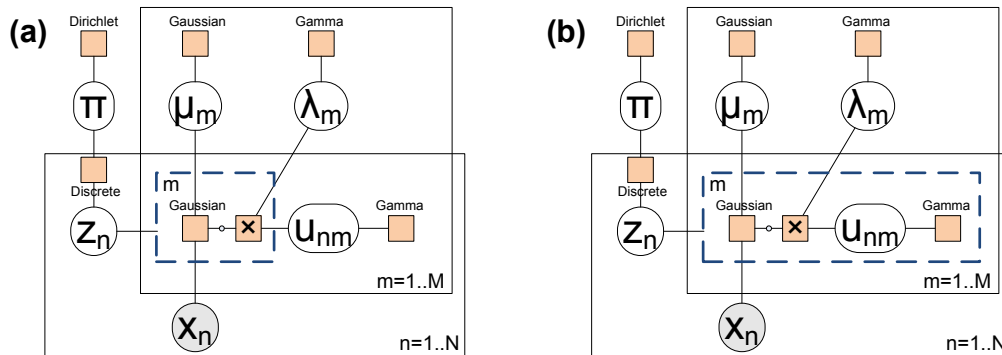 (a)
Dirichlet Gaussian Gamma
π μm λm
m
Discrete Gaussian × Gamma
zn unm
m=1..M
xn
n=1..N
(b)
Dirichlet Gaussian Gamma
π μm λm
m
Discrete Gaussian × Gamma
zn unm
m=1..M
xn
n=1..N